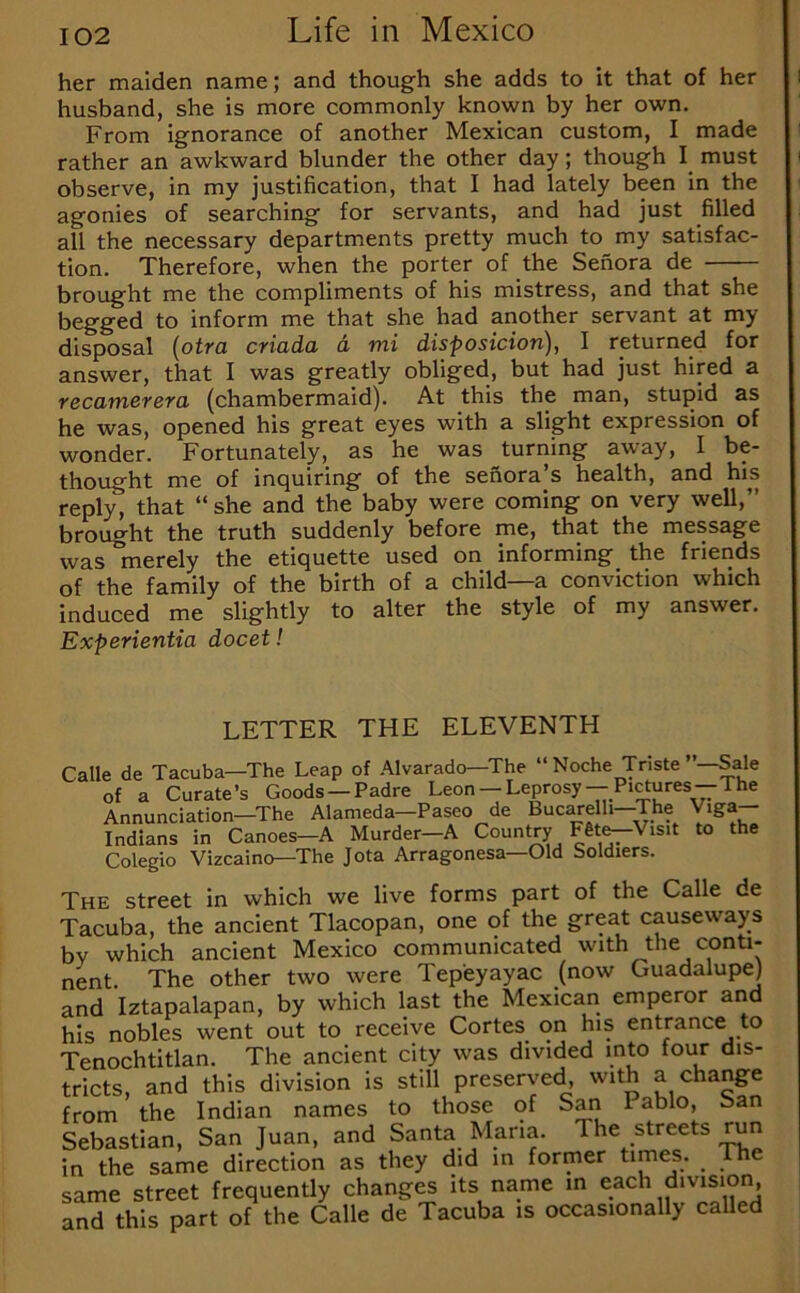 102 Life in Mexico
her maiden name; and though she adds to it that of her
husband, she is more commonly known by her own.
From ignorance of another Mexican custom, I made
rather an awkward blunder the other day; though I must
observe, in my justification, that I had lately been in the
agonies of searching for servants, and had just filled
all the necessary departments pretty much to my satisfac-
tion. Therefore, when the porter of the Señora de ——
brought me the compliments of his mistress, and that she
begged to inform me that she had another servant at my
disposal (otra criada á mi disposicion), I returned for
answer, that I was greatly obliged, but had just hired a
recamerera (chambermaid). At this the man, stupid as
he was, opened his great eyes with a slight expression of
wonder. Fortunately, as he was turning away, I be-
thought me of inquiring of the señora's health, and his
reply, that “she and the baby were coming on very well,”
brought the truth suddenly before me, that the message
was merely the etiquette used on informing the friends
of the family of the birth of a child—a conviction which
induced me slightly to alter the style of my answer.
Experientia docet!
LETTER THE ELEVENTH
Calle de Tacuba—The Leap of Alvarado—The “Noche Triste”—Sale
of a Curate's Goods—Padre Leon—Leprosy—Pictures—The
Annunciation—The Alameda—Paseo de Bucarelli—The Viga—
Indians in Canoes—A Murder—A Country Fête—Visit to the
Colegio Vizcaino—The Jota Arragonesa—Old Soldiers.
The street in which we live forms part of the Calle de
Tacuba, the ancient Tlacopan, one of the great causeways
by which ancient Mexico communicated with the conti-
nent. The other two were Tepeyayac (now Guadalupe)
and Iztapalapan, by which last the Mexican emperor and
his nobles went out to receive Cortes on his entrance to
Tenochtitlan. The ancient city was divided into four dis-
tricts, and this division is still preserved, with a change
from the Indian names to those of San Pablo, San
Sebastian, San Juan, and Santa Maria. The streets run
in the same direction as they did in former times. The
same street frequently changes its name in each division,
and this part of the Calle de Tacuba is occasionally called